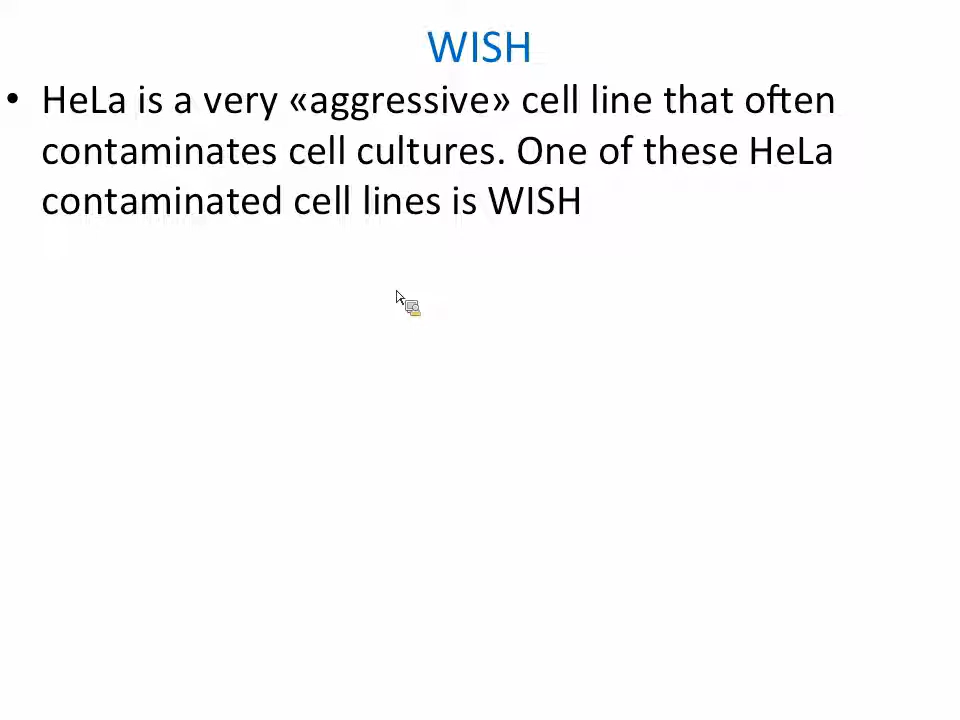 WISH
• HeLa is a very «aggressive» cell line that often
contaminates cell cultures. One of these HeLa
contaminated cell lines is WISH